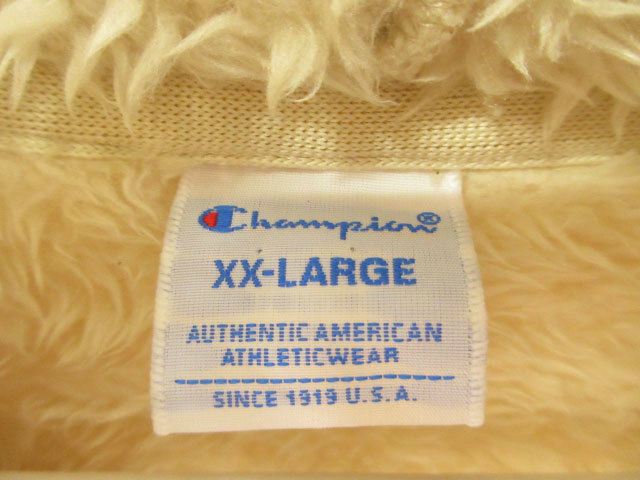 Champion®
XX-LARGE
AUTHENTIC AMERICAN
ATHLETICWEAR
SINCE 1919 U.S.A.